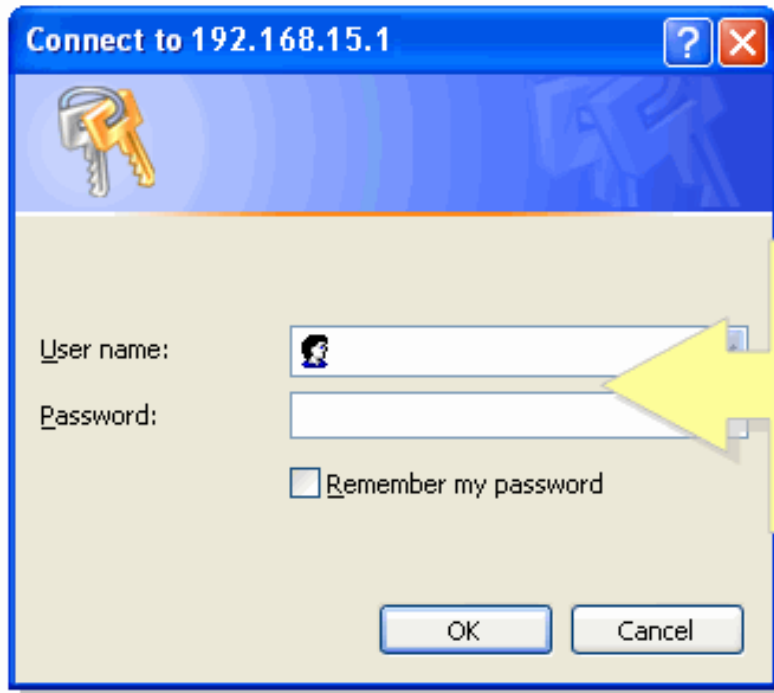 Connect to 192.168.15.1
User name:
Password:
Remember my password
OK
Cancel